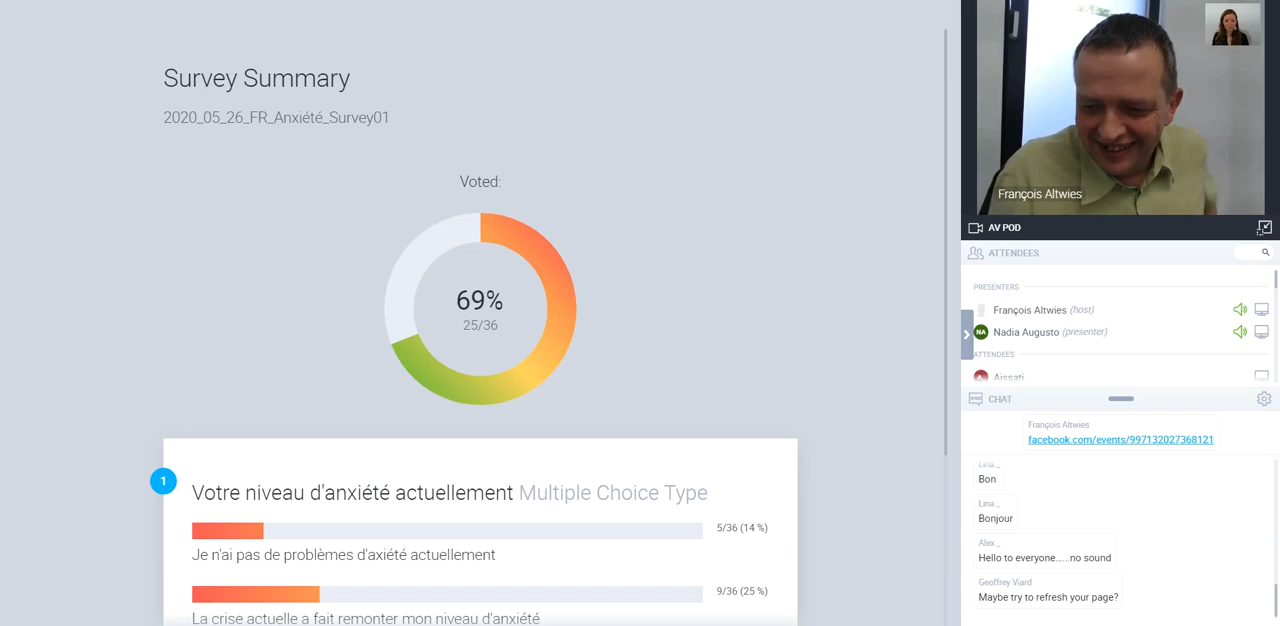 Survey Summary
2020_05_26_FR_Anxiété_Survey01
Voted:
69%
25/36
1
Votre niveau d'anxiété actuellement Multiple Choice Type
5/36 (14 %)
Je n'ai pas de problèmes d'axiété actuellement
9/36 (25 %)
La crise actuelle a fait remonter mon niveau d'anxiété
François Altwies
AV POD
ATTENDEES
PRESENTERS
François Altwies (host)
NA Nadia Augusto (presenter)
ATTENDEES
Aissati
CHAT
François Altwies
facebook.com/events/997132027368121
Lina _
Bon
Lina _
Bonjour
Alex _
Hello to everyone......no sound
Geoffrey Viard
Maybe try to refresh your page?